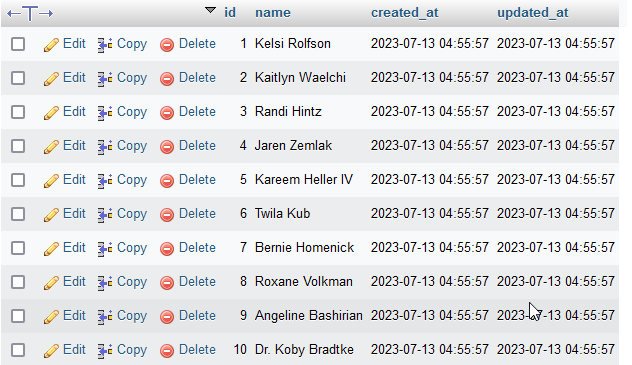 id name created_at updated_at
Edit Copy Delete 1 Kelsi Rolfson 2023-07-13 04:55:57 2023-07-13 04:55:57
Edit Copy Delete 2 Kaitlyn Waelchi 2023-07-13 04:55:57 2023-07-13 04:55:57
Edit Copy Delete 3 Randi Hintz 2023-07-13 04:55:57 2023-07-13 04:55:57
Edit Copy Delete 4 Jaren Zemlak 2023-07-13 04:55:57 2023-07-13 04:55:57
Edit Copy Delete 5 Kareem Heller IV 2023-07-13 04:55:57 2023-07-13 04:55:57
Edit Copy Delete 6 Twila Kub 2023-07-13 04:55:57 2023-07-13 04:55:57
Edit Copy Delete 7 Bernie Homenick 2023-07-13 04:55:57 2023-07-13 04:55:57
Edit Copy Delete 8 Roxane Volkman 2023-07-13 04:55:57 2023-07-13 04:55:57
Edit Copy Delete 9 Angeline Bashirian 2023-07-13 04:55:57 2023-07-13 04:55:57
Edit Copy Delete 10 Dr. Koby Bradtke 2023-07-13 04:55:57 2023-07-13 04:55:57